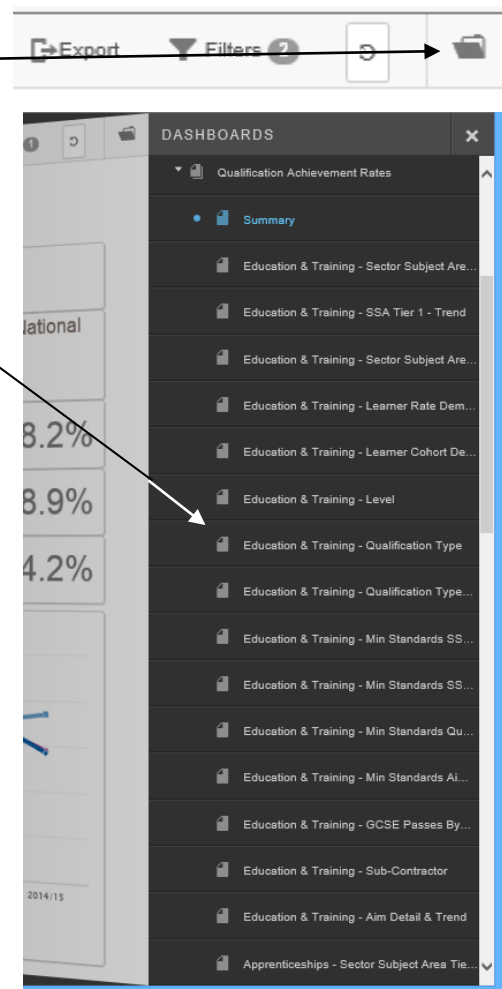 Export Filters 2
1
DASHBOARDS
Qualification Achievement Rates
Summary
Education & Training - Sector Subject Are...
Education & Training - SSA Tier 1 - Trend
Education & Training - Sector Subject Are...
Education & Training - Learner Rate Dem...
Education & Training - Learner Cohort De...
Education & Training - Level
Education & Training - Qualification Type
Education & Training - Qualification Type...
Education & Training - Min Standards SS...
Education & Training - Min Standards SS...
Education & Training - Min Standards Qu...
Education & Training - Min Standards Ai...
Education & Training - GCSE Passes By...
Education & Training - Sub-Contractor
Education & Training - Aim Detail & Trend
Apprenticeships - Sector Subject Area Tie...
National
8.2%
8.9%
4.2%
2014/15